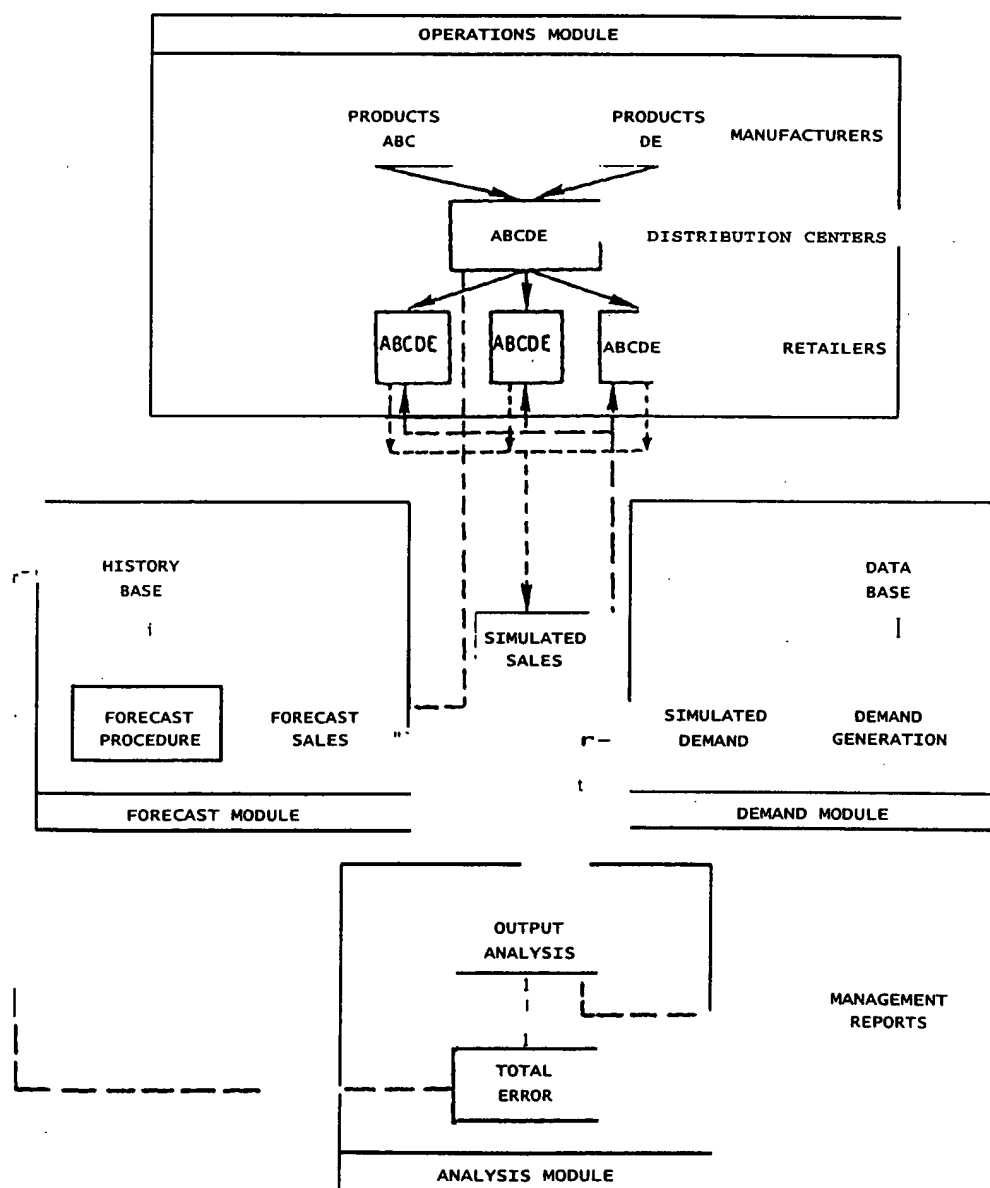 OPERATIONS MODULE
PRODUCTS
ABC
PRODUCTS
DE
MANUFACTURERS
ABCDE
DISTRIBUTION CENTERS
ABCDE
ABCDE
ABCDE
RETAILERS
HISTORY
BASE
DATA
BASE
SIMULATED
SALES
FORECAST
PROCEDURE
FORECAST
SALES
SIMULATED
DEMAND
DEMAND
GENERATION
FORECAST MODULE
DEMAND MODULE
OUTPUT
ANALYSIS
MANAGEMENT
REPORTS
TOTAL
ERROR
ANALYSIS MODULE